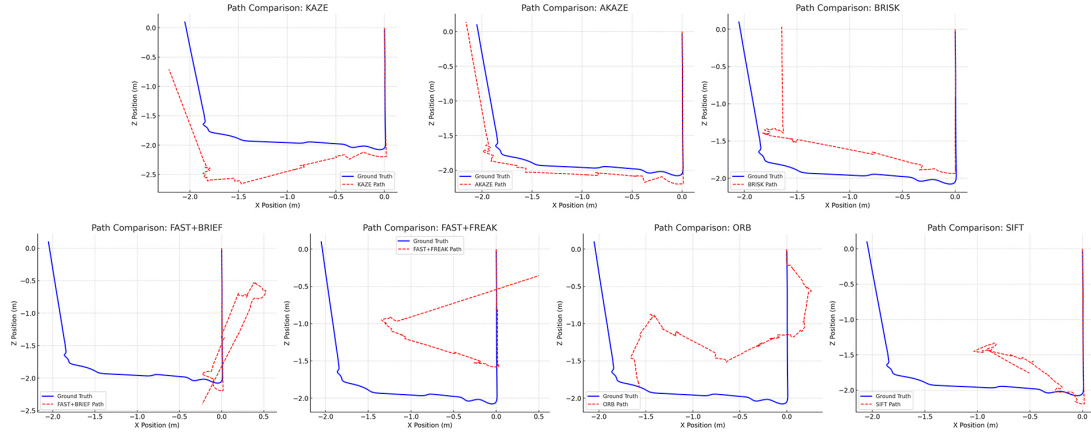 Path Comparison: KAZE
0.0
−0.5
−1.0
−1.5
−2.0
−2.5
Z Position (m)
−2.0 −1.5 −1.0 −0.5 0.0
X Position (m)
Ground Truth
KAZE Path
Path Comparison: AKAZE
0.0
−0.5
−1.0
−1.5
−2.0
Z Position (m)
−2.0 −1.5 −1.0 −0.5 0.0
X Position (m)
Ground Truth
AKAZE Path
Path Comparison: BRISK
0.0
−0.5
−1.0
−1.5
−2.0
Z Position (m)
−2.0 −1.5 −1.0 −0.5 0.0
X Position (m)
Ground Truth
BRISK Path
Path Comparison: FAST+BRIEF
0.0
−0.5
−1.0
−1.5
−2.0
−2.5
Z Position (m)
−2.0 −1.5 −1.0 −0.5 0.0 0.5
X Position (m)
Ground Truth
FAST+BRIEF Path
Path Comparison: FAST+FREAK
Ground Truth
FAST+FREAK Path
0.0
−0.5
−1.0
−1.5
−2.0
Z Position (m)
−2.0 −1.5 −1.0 −0.5 0.0 0.5
X Position (m)
Path Comparison: ORB
0.0
−0.5
−1.0
−1.5
−2.0
Z Position (m)
−2.0 −1.5 −1.0 −0.5 0.0
X Position (m)
Ground Truth
ORB Path
Path Comparison: SIFT
0.0
−0.5
−1.0
−1.5
−2.0
Z Position (m)
−2.0 −1.5 −1.0 −0.5 0.0
X Position (m)
Ground Truth
SIFT Path